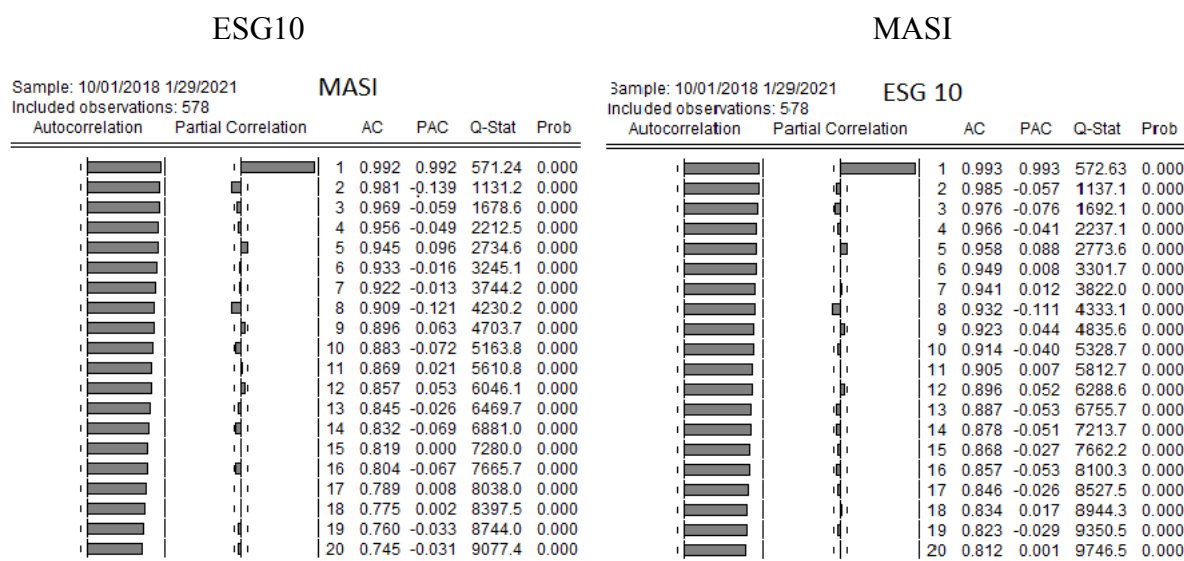 ESG10
MASI
Sample: 10/01/2018 1/29/2021
MASI
Included observations: 578
Autocorrelation Partial Correlation AC PAC Q-Stat Prob
1 0.992 0.992 571.24 0.000
2 0.981 -0.139 1131.2 0.000
3 0.969 -0.059 1678.6 0.000
4 0.956 -0.049 2212.5 0.000
5 0.945 0.096 2734.6 0.000
6 0.933 -0.016 3245.1 0.000
7 0.922 -0.013 3744.2 0.000
8 0.909 -0.121 4230.2 0.000
9 0.896 0.063 4703.7 0.000
10 0.883 -0.072 5163.8 0.000
11 0.869 0.021 5610.8 0.000
12 0.857 0.053 6046.1 0.000
13 0.845 -0.026 6469.7 0.000
14 0.832 -0.069 6881.0 0.000
15 0.819 0.000 7280.0 0.000
16 0.804 -0.067 7665.7 0.000
17 0.789 0.008 8038.0 0.000
18 0.775 0.002 8397.5 0.000
19 0.760 -0.033 8744.0 0.000
20 0.745 -0.031 9077.4 0.000
Sample: 10/01/2018 1/29/2021
ESG 10
Included observations: 578
Autocorrelation Partial Correlation AC PAC Q-Stat Prob
1 0.993 0.993 572.63 0.000
2 0.985 -0.057 1137.1 0.000
3 0.976 -0.076 1692.1 0.000
4 0.966 -0.041 2237.1 0.000
5 0.958 0.088 2773.6 0.000
6 0.949 0.008 3301.7 0.000
7 0.941 0.012 3822.0 0.000
8 0.932 -0.111 4333.1 0.000
9 0.923 0.044 4835.6 0.000
10 0.914 -0.040 5328.7 0.000
11 0.905 0.007 5812.7 0.000
12 0.896 0.052 6288.6 0.000
13 0.887 -0.053 6755.7 0.000
14 0.878 -0.051 7213.7 0.000
15 0.868 -0.027 7662.2 0.000
16 0.857 -0.053 8100.3 0.000
17 0.846 -0.026 8527.5 0.000
18 0.834 0.017 8944.3 0.000
19 0.823 -0.029 9350.5 0.000
20 0.812 0.001 9746.5 0.000